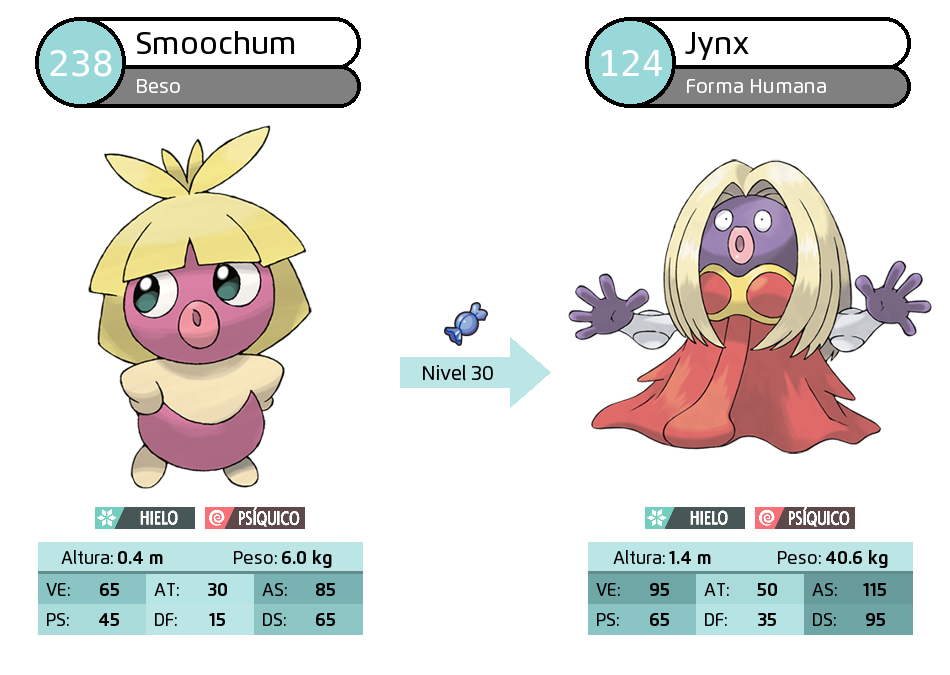 238 Smoochum
Beso
124 Jynx
Forma Humana
Nivel 30
HIELO PSÍQUICO
Altura: 0.4 m Peso: 6.0 kg
VE: 65 AT: 30 AS: 85
PS: 45 DF: 15 DS: 65
HIELO PSÍQUICO
Altura: 1.4 m Peso: 40.6 kg
VE: 95 AT: 50 AS: 115
PS: 65 DF: 35 DS: 95